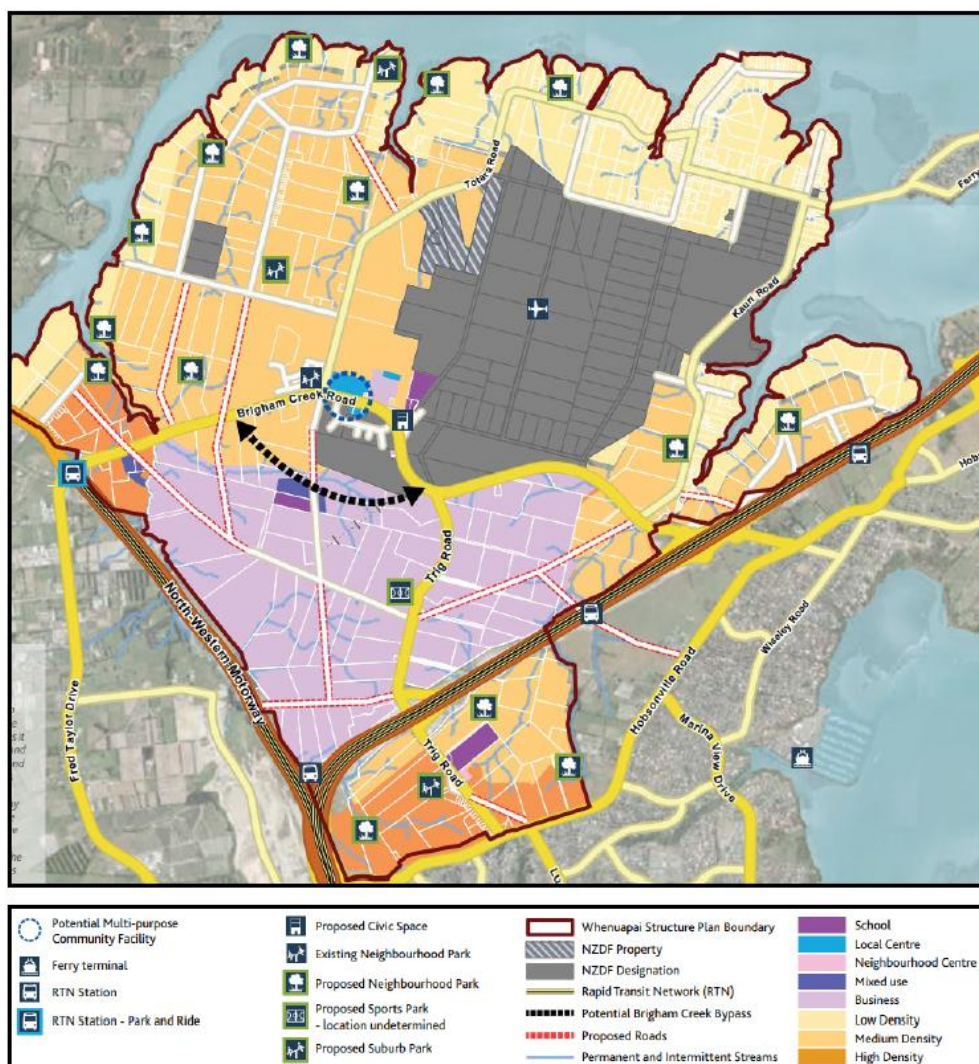 Totara Road
Ferry
Kauri Road
Brigham Creek Road
Trig Road
North-Western Motorway
Fred Taylor Drive
Hobsonville Road
Wiseley Road
Marina View Drive
Trig Road
Potential Multi-purpose
Community Facility
Ferry terminal
RTN Station
RTN Station - Park and Ride
Proposed Civic Space
Existing Neighbourhood Park
Proposed Neighbourhood Park
Proposed Sports Park
- location undetermined
Proposed Suburb Park
Whenuapai Structure Plan Boundary
NZDF Property
NZDF Designation
Rapid Transit Network (RTN)
Potential Brigham Creek Bypass
Proposed Roads
Permanent and Intermittent Streams
School
Local Centre
Neighbourhood Centre
Mixed use
Business
Low Density
Medium Density
High Density